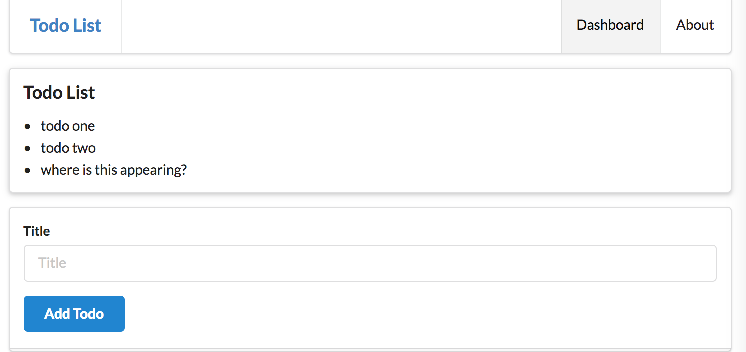 Todo List
Dashboard
About
Todo List
todo one
todo two
where is this appearing?
Title
Title
Add Todo